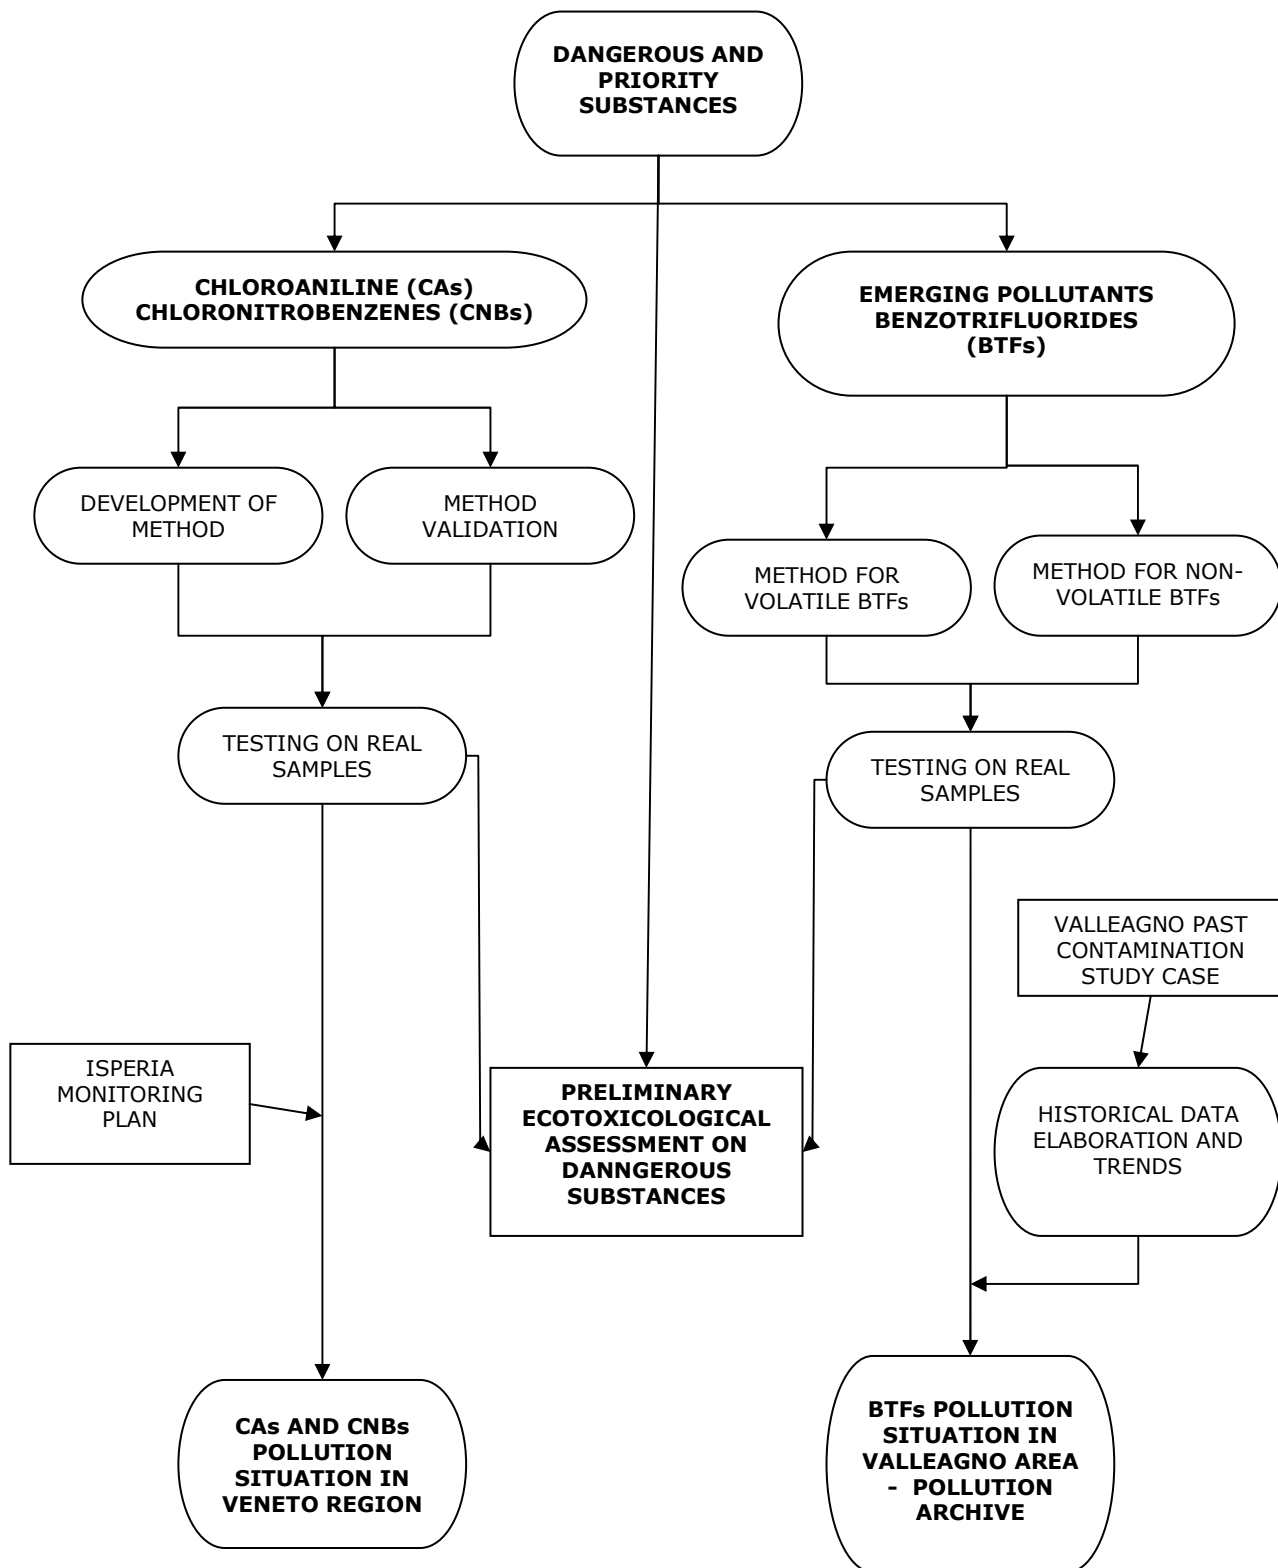 DANGEROUS AND
PRIORITY
SUBSTANCES
CHLOROANILINE (CAs)
CHLORONITROBENZENES (CNBs)
EMERGING POLLUTANTS
BENZOTRIFLUORIDES
(BTFs)
DEVELOPMENT OF
METHOD
METHOD
VALIDATION
METHOD FOR
VOLATILE BTFs
METHOD FOR NON-
VOLATILE BTFs
TESTING ON REAL
SAMPLES
TESTING ON REAL
SAMPLES
VALLEAGNO PAST
CONTAMINATION
STUDY CASE
ISPERIA
MONITORING
PLAN
PRELIMINARY
ECOTOXICOLOGICAL
ASSESSMENT ON
DANNGEROUS
SUBSTANCES
HISTORICAL DATA
ELABORATION AND
TRENDS
CAs AND CNBs
POLLUTION
SITUATION IN
VENETO REGION
BTFs POLLUTION
SITUATION IN
VALLEAGNO AREA
- POLLUTION
ARCHIVE